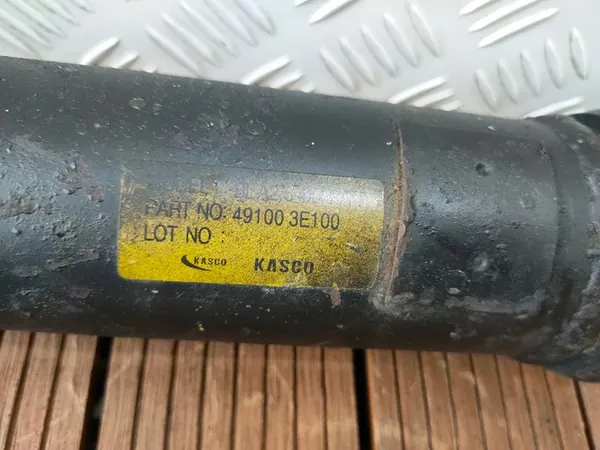 PART NO: 49100 3E100
LOT NO :
KASCO KASCO